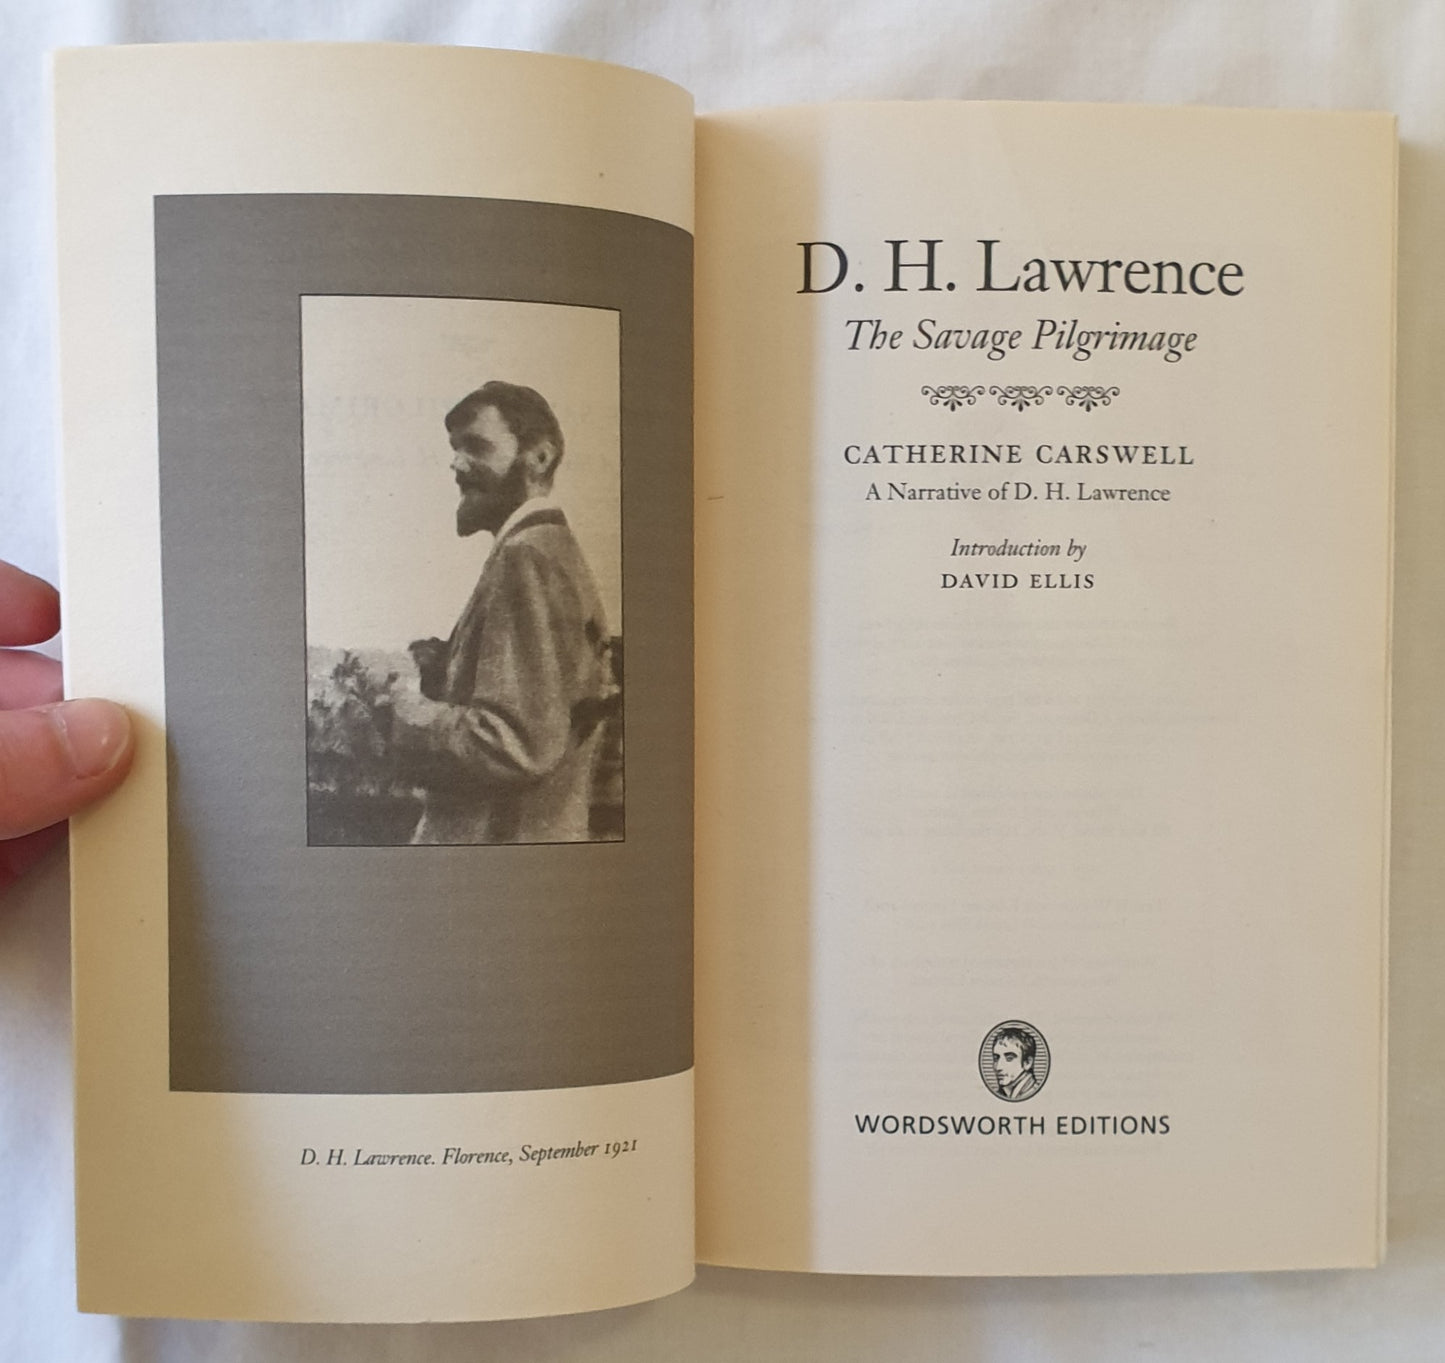 D. H. Lawrence. Florence, September 1921
D. H. Lawrence
The Savage Pilgrimage
CATHERINE CARSWELL
A Narrative of D. H. Lawrence
Introduction by
DAVID ELLIS
WORDSWORTH EDITIONS